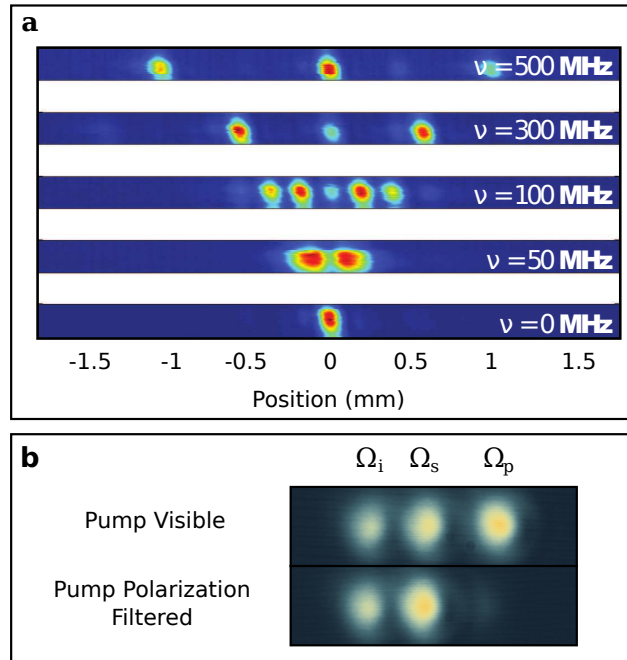 a
ν = 500 MHz
ν = 300 MHz
ν = 100 MHz
ν = 50 MHz
ν = 0 MHz
-1.5 -1 -0.5 0 0.5 1 1.5
Position (mm)
b
Ωi Ωs Ωp
Pump Visible
Pump Polarization
Filtered